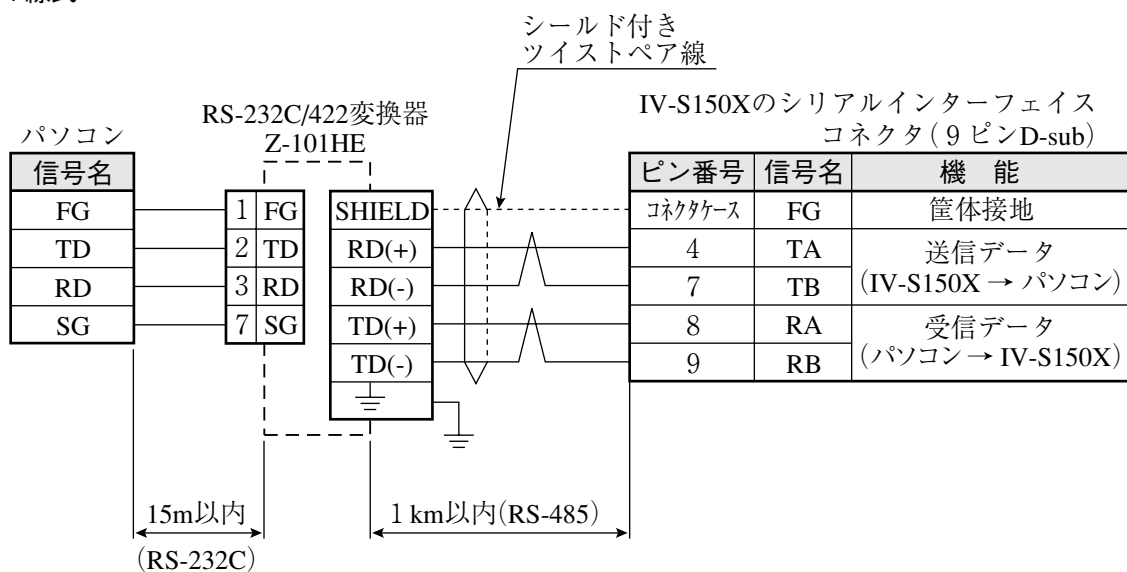 シールド付き
ツイストペア線
RS-232C/422変換器
Z-101HE
パソコン
信号名
FG
TD
RD
SG
1 FG
2 TD
3 RD
7 SG
SHIELD
RD(+)
RD(-)
TD(+)
TD(-)
IV-S150Xのシリアルインターフェイス
コネクタ(9ピンD-sub)
ピン番号 信号名 機 能
コネクタケース FG 筐体接地
4 TA 送信データ
7 TB (IV-S150X → パソコン)
8 RA 受信データ
9 RB (パソコン → IV-S150X)
15m以内
(RS-232C)
1km以内(RS-485)